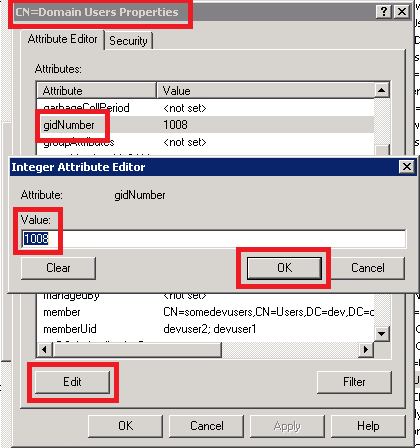 CN=Domain Users Properties
Attribute Editor Security
Attributes:
Attribute Value
garbageCollPeriod <not set>
gidNumber 1008
groupAttributes <not set>
Integer Attribute Editor
Attribute: gidNumber
Value:
1008
Clear OK Cancel
managedBy <not set>
member CN=somedevusers,CN=Users,DC=dev,DC=c
memberUid devuser2; devuser1
Edit Filter
OK Cancel Apply Help